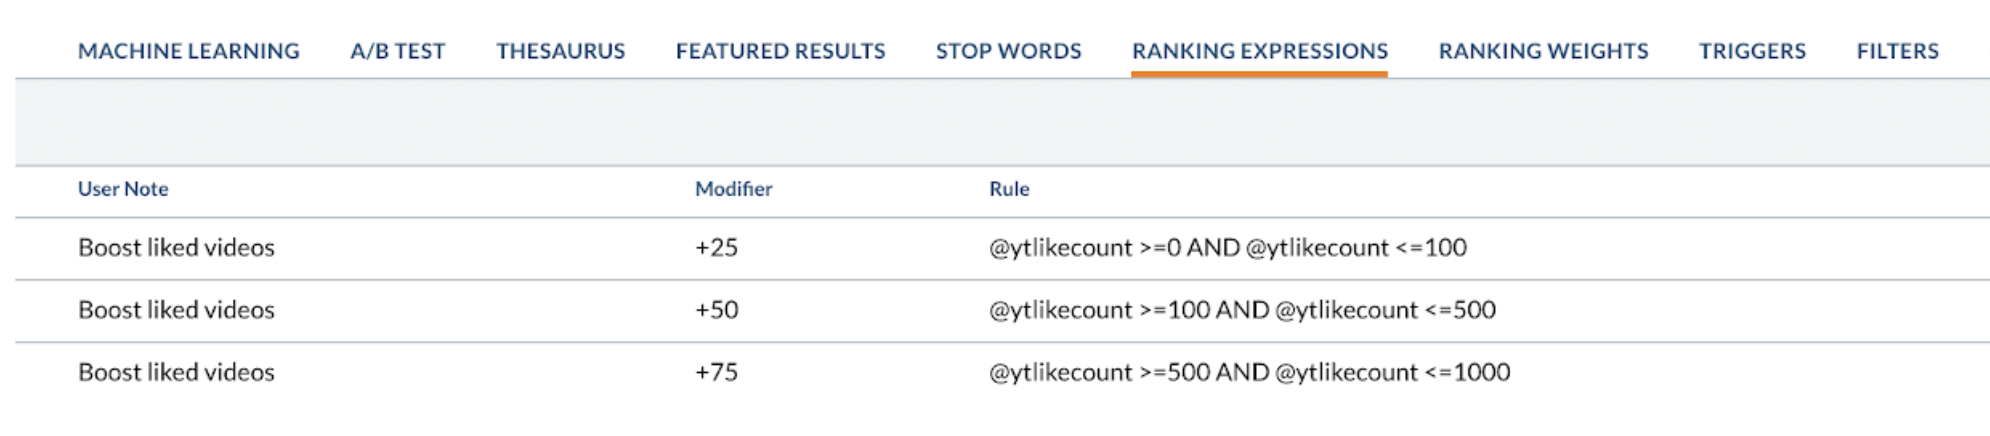 MACHINE LEARNING A/B TEST THESAURUS FEATURED RESULTS STOP WORDS RANKING EXPRESSIONS RANKING WEIGHTS TRIGGERS FILTERS
User Note Modifier Rule
Boost liked videos +25 @ytlikecount >=0 AND @ytlikecount <=100
Boost liked videos +50 @ytlikecount >=100 AND @ytlikecount <=500
Boost liked videos +75 @ytlikecount >=500 AND @ytlikecount <=1000